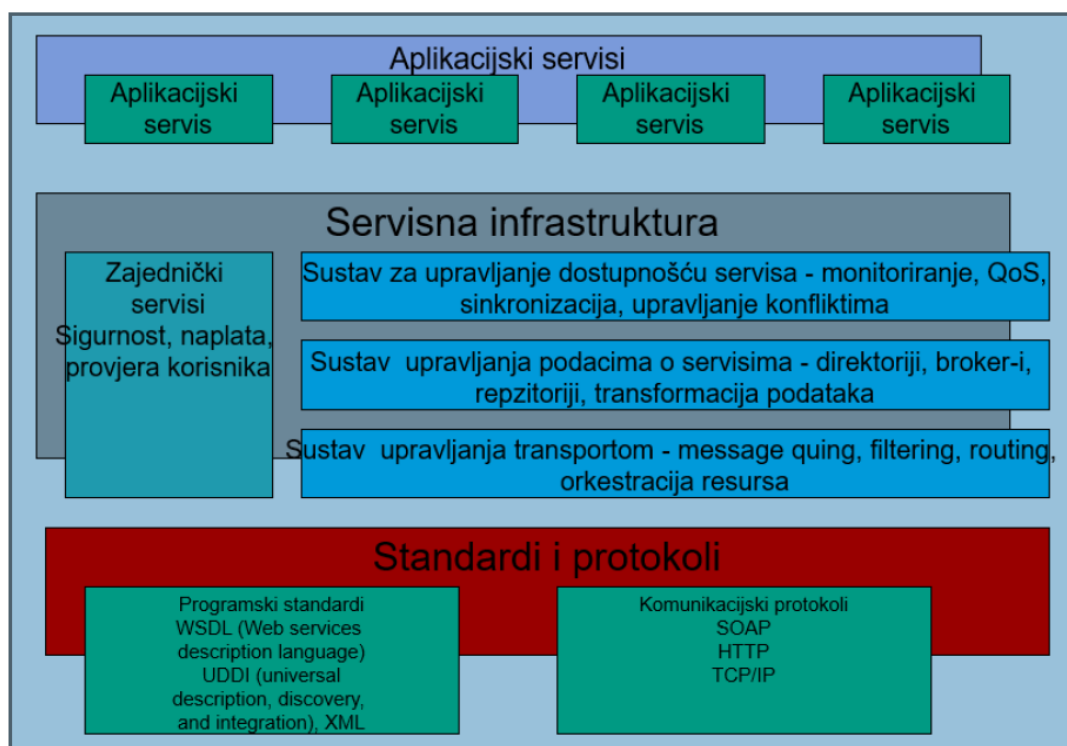 Aplikacijski servisi
Aplikacijski
servis
Aplikacijski
servis
Aplikacijski
servis
Aplikacijski
servis
Servisna infrastruktura
Zajednički
servisi
Sigurnost, naplata,
provjera korisnika
Sustav za upravljanje dostupnošću servisa - monitoriranje, QoS,
sinkronizacija, upravljanje konfliktima
Sustav upravljanja podacima o servisima - direktoriji, broker-i,
repzitoriji, transformacija podataka
Sustav upravljanja transportom - message quing, filtering, routing,
orkestracija resursa
Standardi i protokoli
Programski standardi
WSDL (Web services
description language)
UDDI (universal
description, discovery,
and integration), XML
Komunikacijski protokoli
SOAP
HTTP
TCP/IP